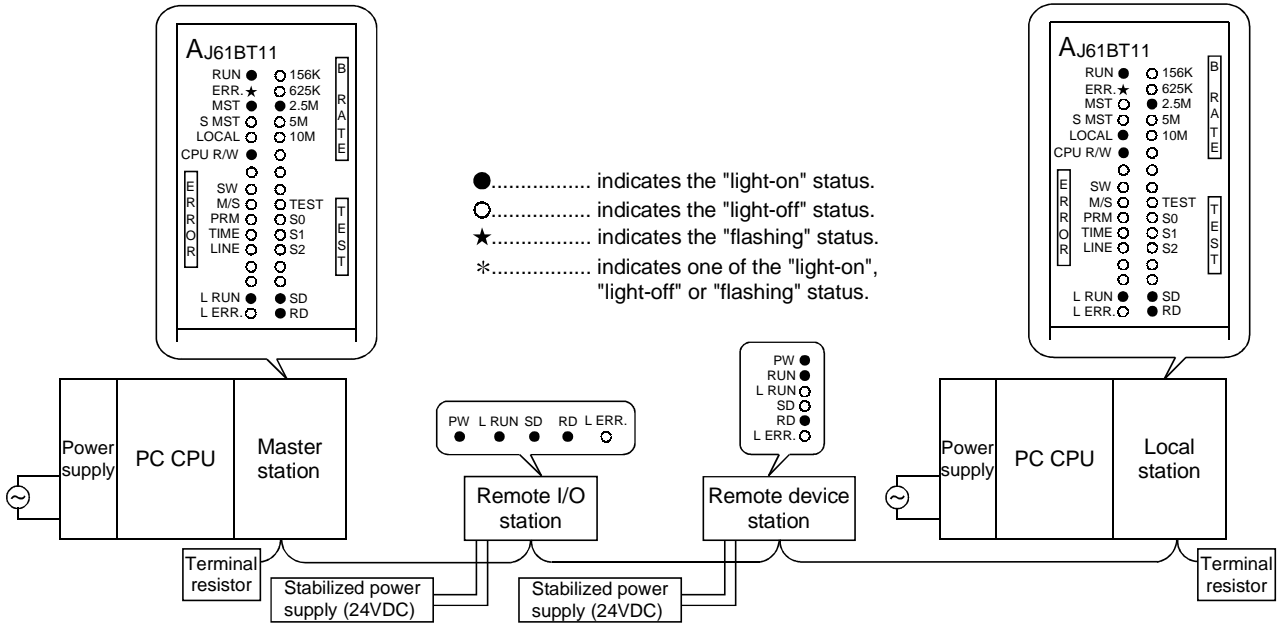 AJ61BT11
RUN ● ○ 156K
ERR. ★ ○ 625K
MST ● ● 2.5M
S MST ○ ○ 5M
LOCAL ○ ○ 10M
CPU R/W ● ○
○ ○
SW ○ ○
M/S ○ ○ TEST
PRM ○ ○ S0
TIME ○ ○ S1
LINE ○ ○ S2
○ ○
○ ○
L RUN ● ● SD
L ERR. ○ ● RD
B RATE
ERROR
TEST
●................. indicates the "light-on" status.
○................. indicates the "light-off" status.
★................. indicates the "flashing" status.
*................. indicates one of the "light-on",
"light-off" or "flashing" status.
AJ61BT11
RUN ● ○ 156K
ERR. ★ ○ 625K
MST ○ ● 2.5M
S MST ○ ○ 5M
LOCAL ● ○ 10M
CPU R/W ● ○
○ ○
SW ○ ○
M/S ○ ○ TEST
PRM ○ ○ S0
TIME ○ ○ S1
LINE ○ ○ S2
○ ○
○ ○
L RUN ● ● SD
L ERR. ○ ● RD
B RATE
ERROR
TEST
Power
supply
PC CPU
Master
station
PW L RUN SD RD L ERR.
● ● ● ● ○
Remote I/O
station
PW ●
RUN ●
L RUN ○
SD ○
RD ●
L ERR. ○
Remote device
station
Power
supply
PC CPU
Local
station
Terminal
resistor
Stabilized power
supply (24VDC)
Stabilized power
supply (24VDC)
Terminal
resistor